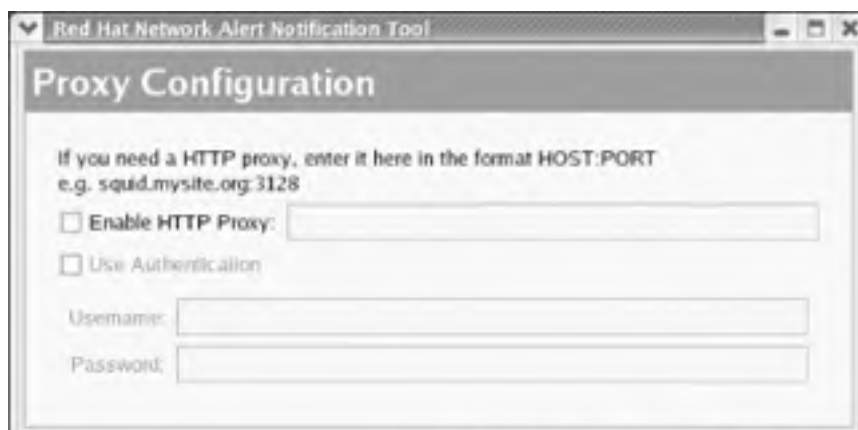 Red Hat Network Alert Notification Tool
Proxy Configuration
If you need a HTTP proxy, enter it here in the format HOST:PORT
e.g. squid.mysite.org:3128
Enable HTTP Proxy:
Use Authentication
Username:
Password: